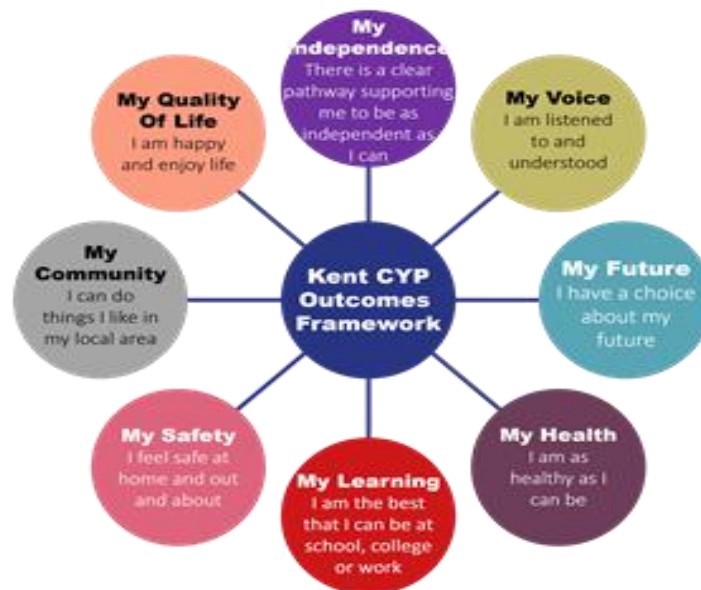 My
Independence
There is a clear
pathway supporting
me to be as
independent as
I can
My Quality
Of Life
I am happy
and enjoy life
My Voice
I am listened
to and
understood
My
Community
I can do
things I like in
my local area
Kent CYP
Outcomes
Framework
My Future
I have a choice
about my
future
My Safety
I feel safe at
home and out
and about
My Learning
I am the best
that I can be at
school, college
or work
My Health
I am as
healthy as I
can be